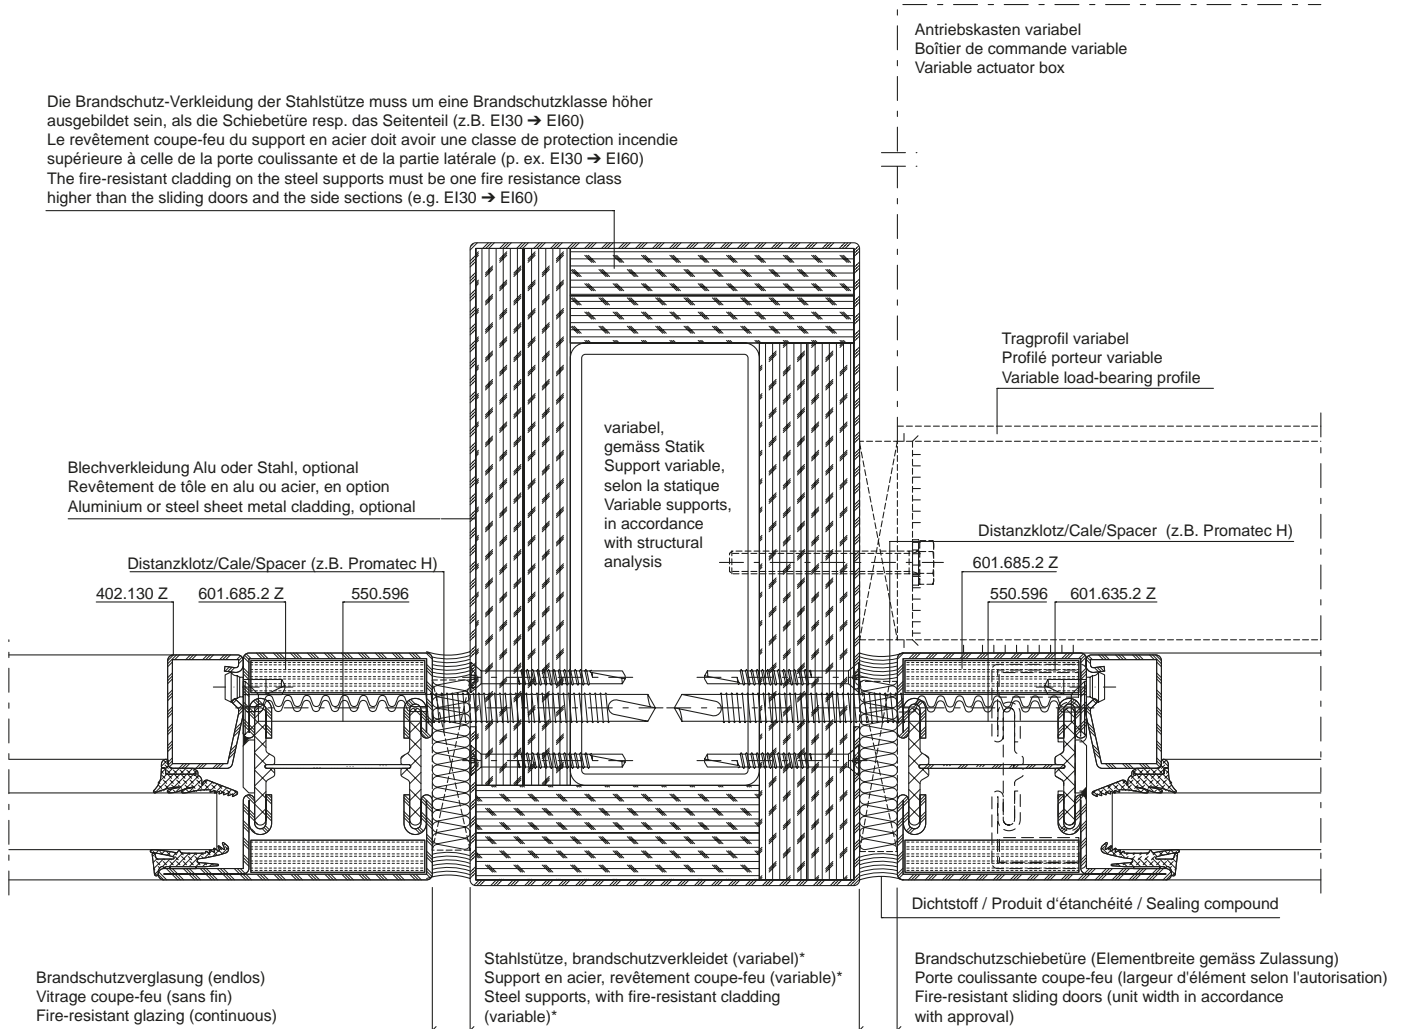 Antriebskasten variabel
Boîtier de commande variable
Variable actuator box
Die Brandschutz-Verkleidung der Stahlstütze muss um eine Brandschutzklasse höher
ausgebildet sein, als die Schiebetüre resp. das Seitenteil (z.B. EI30 ➔ EI60)
Le revêtement coupe-feu du support en acier doit avoir une classe de protection incendie
supérieure à celle de la porte coulissante et de la partie latérale (p. ex. EI30 ➔ EI60)
The fire-resistant cladding on the steel supports must be one fire resistance class
higher than the sliding doors and the side sections (e.g. EI30 ➔ EI60)
Tragprofil variabel
Profilé porteur variable
Variable load-bearing profile
variabel,
gemäss Statik
Support variable,
selon la statique
Variable supports,
in accordance
with structural
analysis
Blechverkleidung Alu oder Stahl, optional
Revêtement de tôle en alu ou acier, en option
Aluminium or steel sheet metal cladding, optional
Distanzklotz/Cale/Spacer (z.B. Promatec H)
Distanzklotz/Cale/Spacer (z.B. Promatec H)
601.685.2 Z
402.130 Z 601.685.2 Z 550.596
550.596 601.635.2 Z
Dichtstoff / Produit d‘étanchéité / Sealing compound
Brandschutzverglasung (endlos)
Vitrage coupe-feu (sans fin)
Fire-resistant glazing (continuous)
Stahlstütze, brandschutzverkleidet (variabel)*
Support en acier, revêtement coupe-feu (variable)*
Steel supports, with fire-resistant cladding
(variable)*
Brandschutzschiebetüre (Elementbreite gemäss Zulassung)
Porte coulissante coupe-feu (largeur d'élément selon l'autorisation)
Fire-resistant sliding doors (unit width in accordance
with approval)